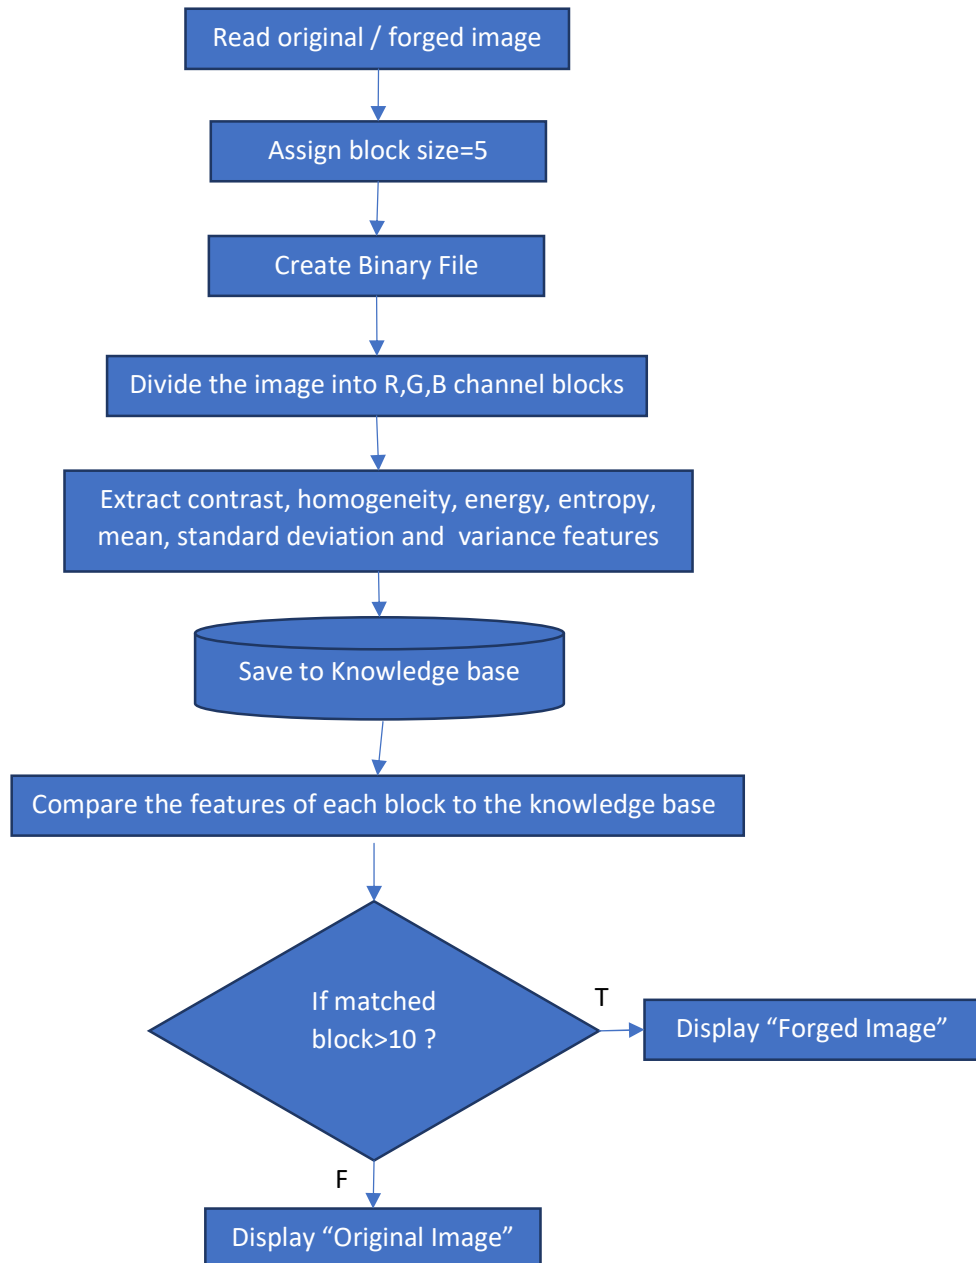 Read original / forged image
Assign block size=5
Create Binary File
Divide the image into R,G,B channel blocks
Extract contrast, homogeneity, energy, entropy,
mean, standard deviation and  variance features
Save to Knowledge base
Compare the features of each block to the knowledge base
If matched
block>10 ?
T
Display “Forged Image”
F
Display “Original Image”